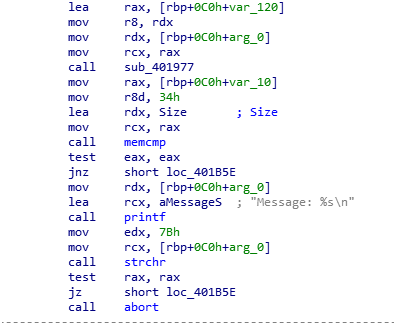 lea rax, [rbp+0C0h+var_120]
mov r8, rdx
mov rdx, [rbp+0C0h+arg_0]
mov rcx, rax
call sub_401977
mov rax, [rbp+0C0h+var_10]
mov r8d, 34h
lea rdx, Size ; Size
mov rcx, rax
call memcmp
test eax, eax
jnz short loc_401B5E
mov rdx, [rbp+0C0h+arg_0]
lea rcx, aMessageS ; "Message: %s\n"
call printf
mov edx, 7Bh
mov rcx, [rbp+0C0h+arg_0]
call strchr
test rax, rax
jz short loc_401B5E
call abort